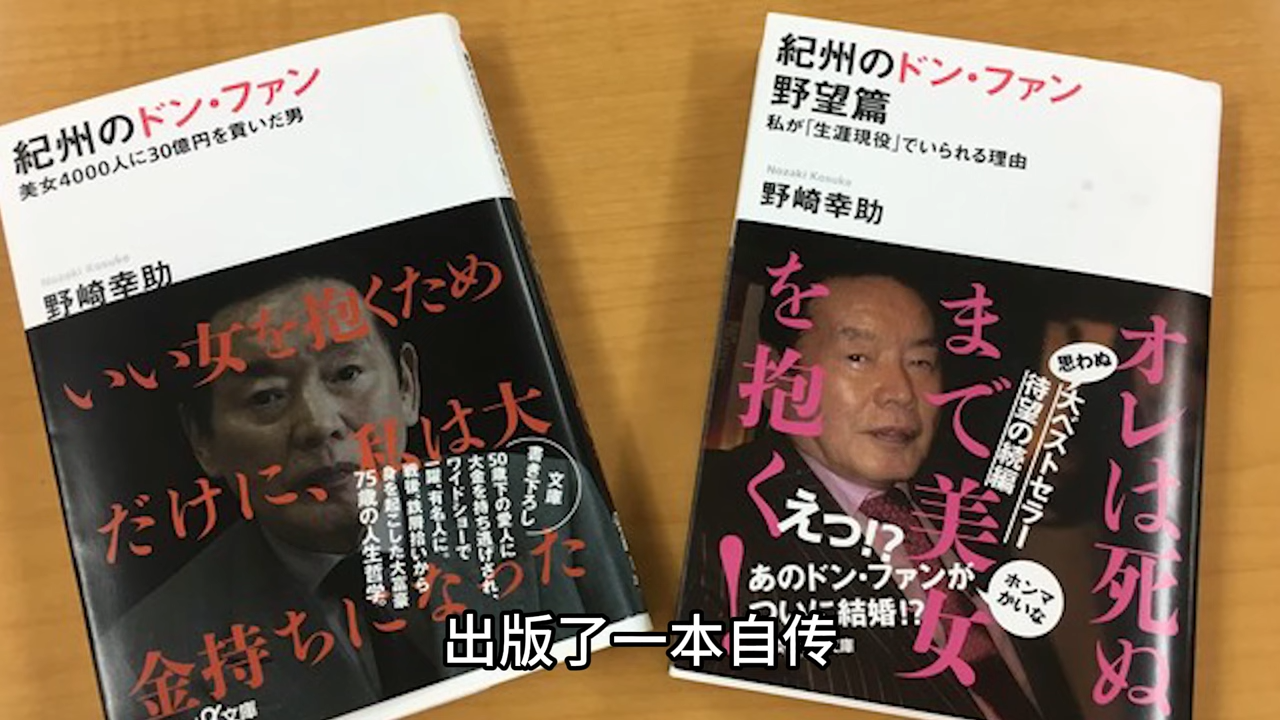 紀州のドン・ファン
美女4000人に30億円を貢いだ男
Nozaki Kosuke
野崎幸助
いい女を抱くため
だけに、私は大
金持ちになった
文庫
書き下ろし
50歳下の愛人に
大金を持ち逃げされ、
ワイドショーで
一躍、有名人に。
戦後、鉄屑拾いから
身を起こした大富豪
75歳の人生哲学。
α文庫
紀州のドン・ファン
野望篇
私が「生涯現役」でいられる理由
Nozaki Kosuke
野崎幸助
オレは死ぬ
まで美女
を抱く!
思わぬ
大ベストセラー
待望の続編
えっ!?
あのドン・ファンが
ついに結婚!?
ホンマ
かいな
庫
出版了一本自传